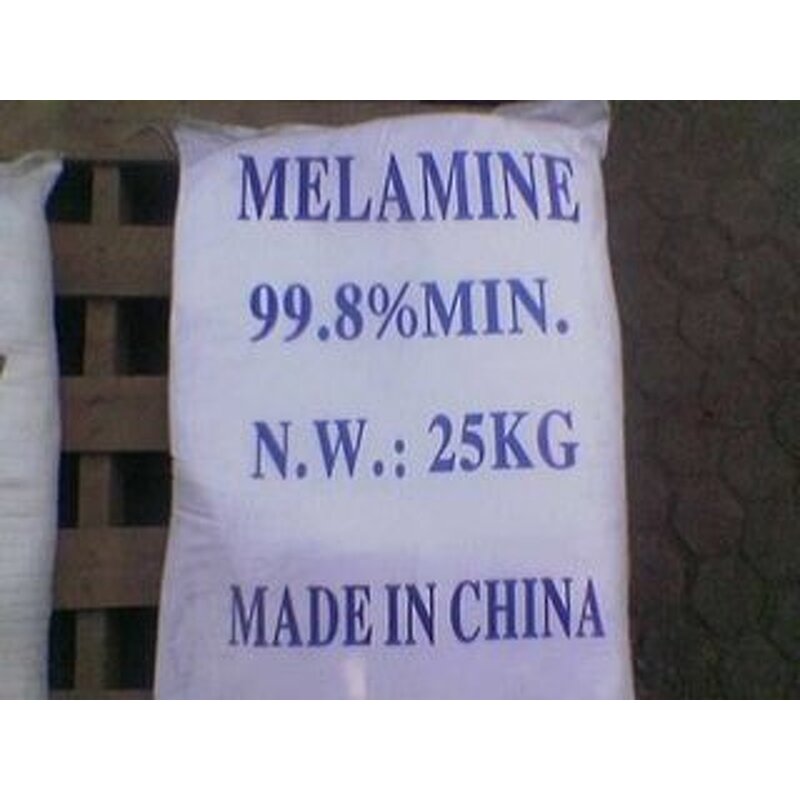 MELAMINE
99.8%MIN.
N.W.: 25KG
MADE IN CHINA